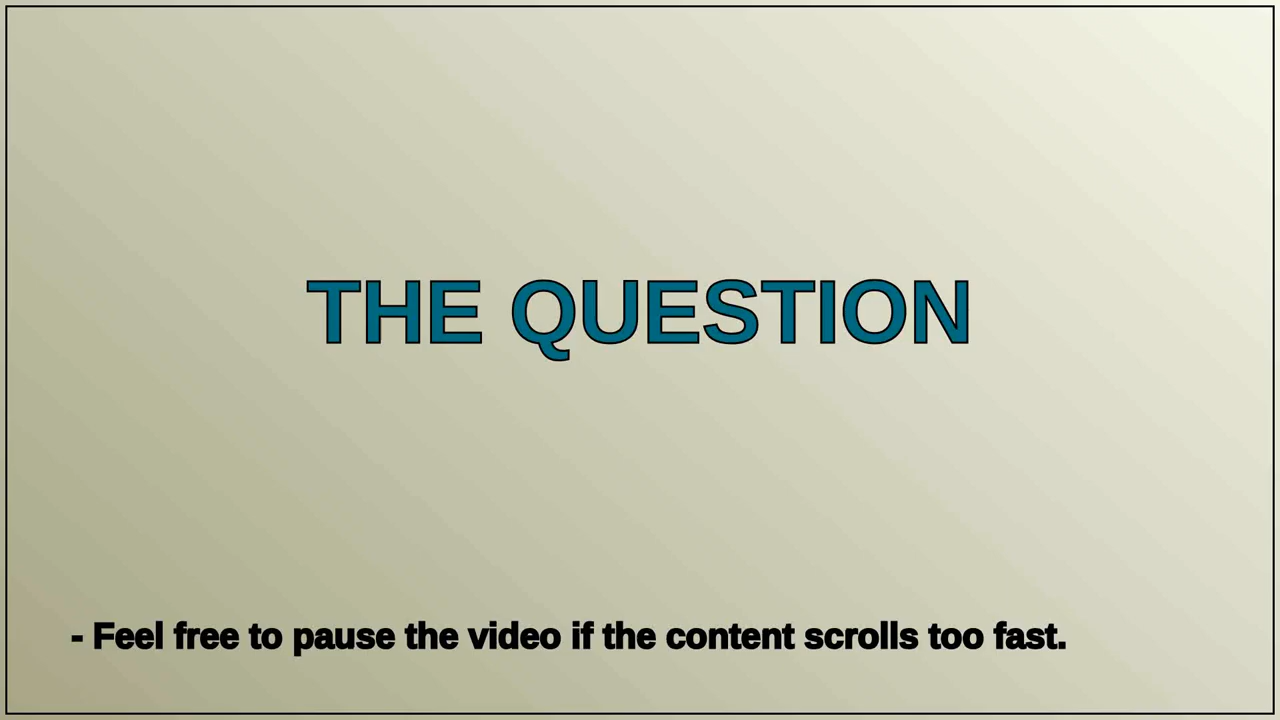 THE QUESTION
- Feel free to pause the video if the content scrolls too fast.